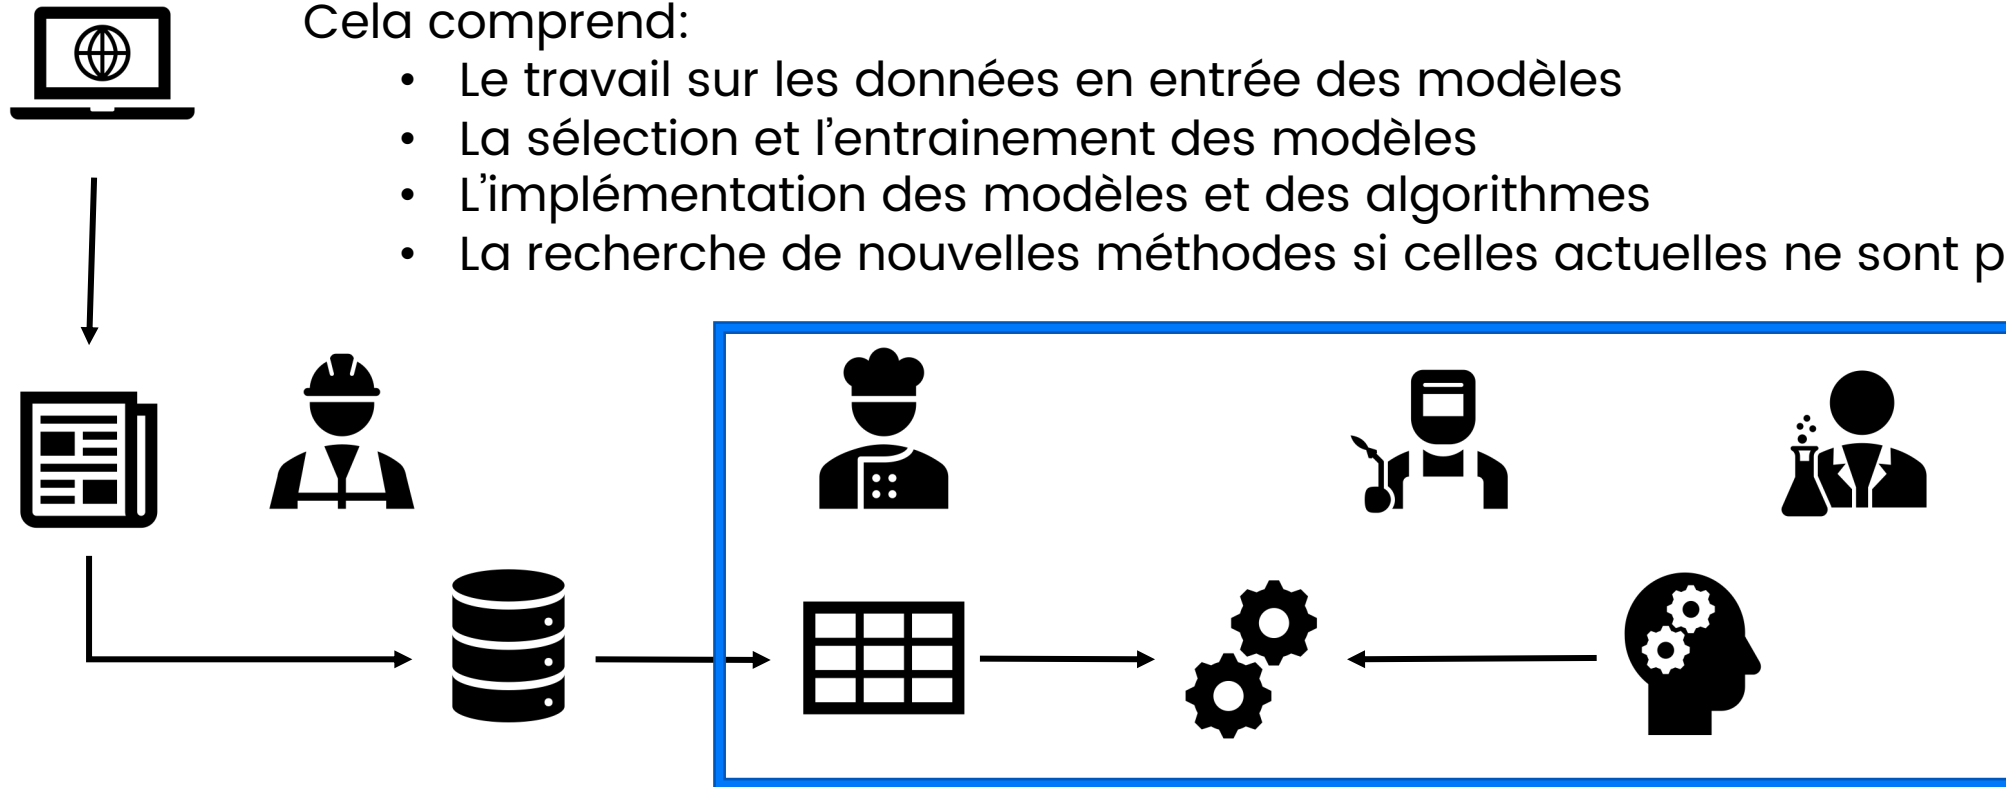 Cela comprend:
• Le travail sur les données en entrée des modèles
• La sélection et l'entrainement des modèles
• L'implémentation des modèles et des algorithmes
• La recherche de nouvelles méthodes si celles actuelles ne sont